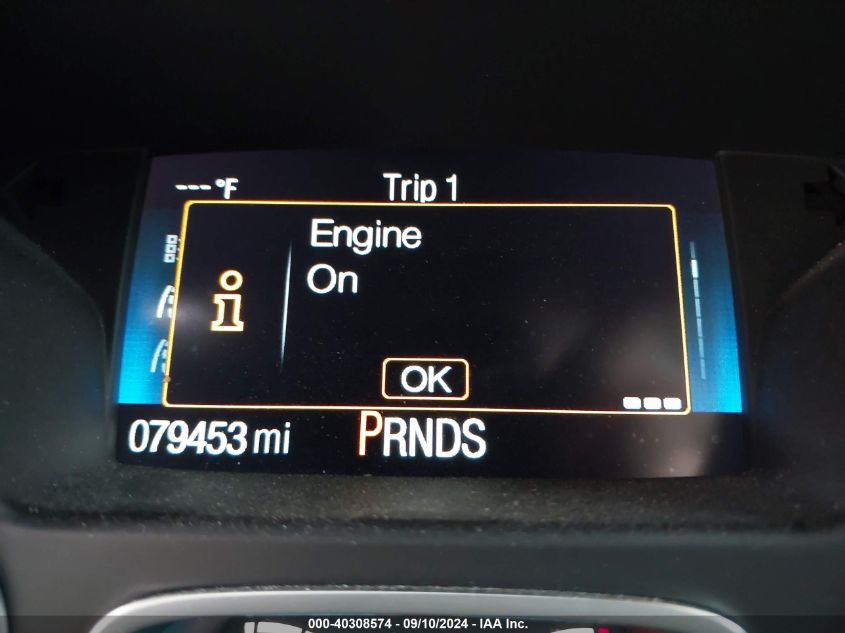 --- °F Trip 1
Engine
On
i
OK
079453 mi PRNDS
000-40308574 - 09/10/2024 - IAA Inc.